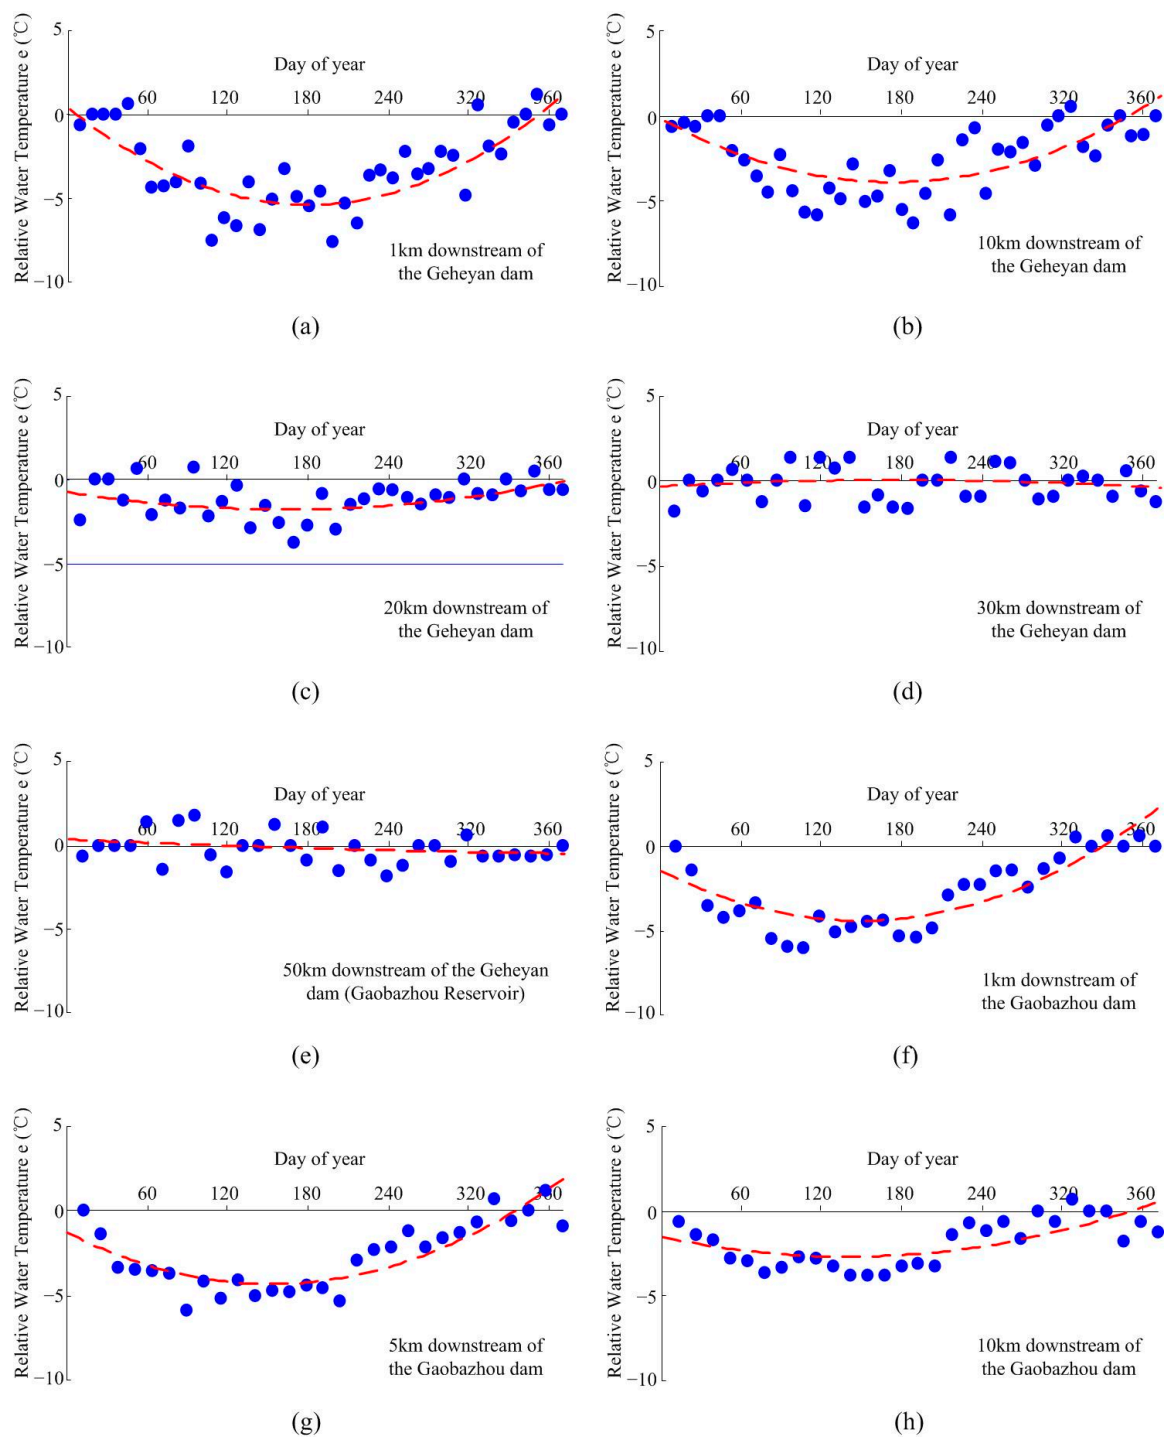 5
Day of year
60 120 180 240 320 360
0
−5
−10
Relative Water Temperature e (℃)
1km downstream of
the Geheyan dam
(a)
5
Day of year
60 120 180 240 320 360
0
−5
−10
Relative Water Temperature e (℃)
10km downstream of
the Geheyan dam
(b)
5
Day of year
60 120 180 240 320 360
0
−5
−10
Relative Water Temperature e (℃)
20km downstream of
the Geheyan dam
(c)
5
Day of year
60 120 180 240 320 360
0
−5
−10
Relative Water Temperature e (℃)
30km downstream of
the Geheyan dam
(d)
5
Day of year
60 120 180 240 320 360
0
−5
−10
Relative Water Temperature e (℃)
50km downstream of the Geheyan
dam (Gaobazhou Reservoir)
(e)
5
Day of year
60 120 180 240 320 360
0
−5
−10
Relative Water Temperature e (℃)
1km downstream of
the Gaobazhou dam
(f)
5
Day of year
60 120 180 240 320 360
0
−5
−10
Relative Water Temperature e (℃)
5km downstream of
the Gaobazhou dam
(g)
5
Day of year
60 120 180 240 320 360
0
−5
−10
Relative Water Temperature e (℃)
10km downstream of
the Gaobazhou dam
(h)